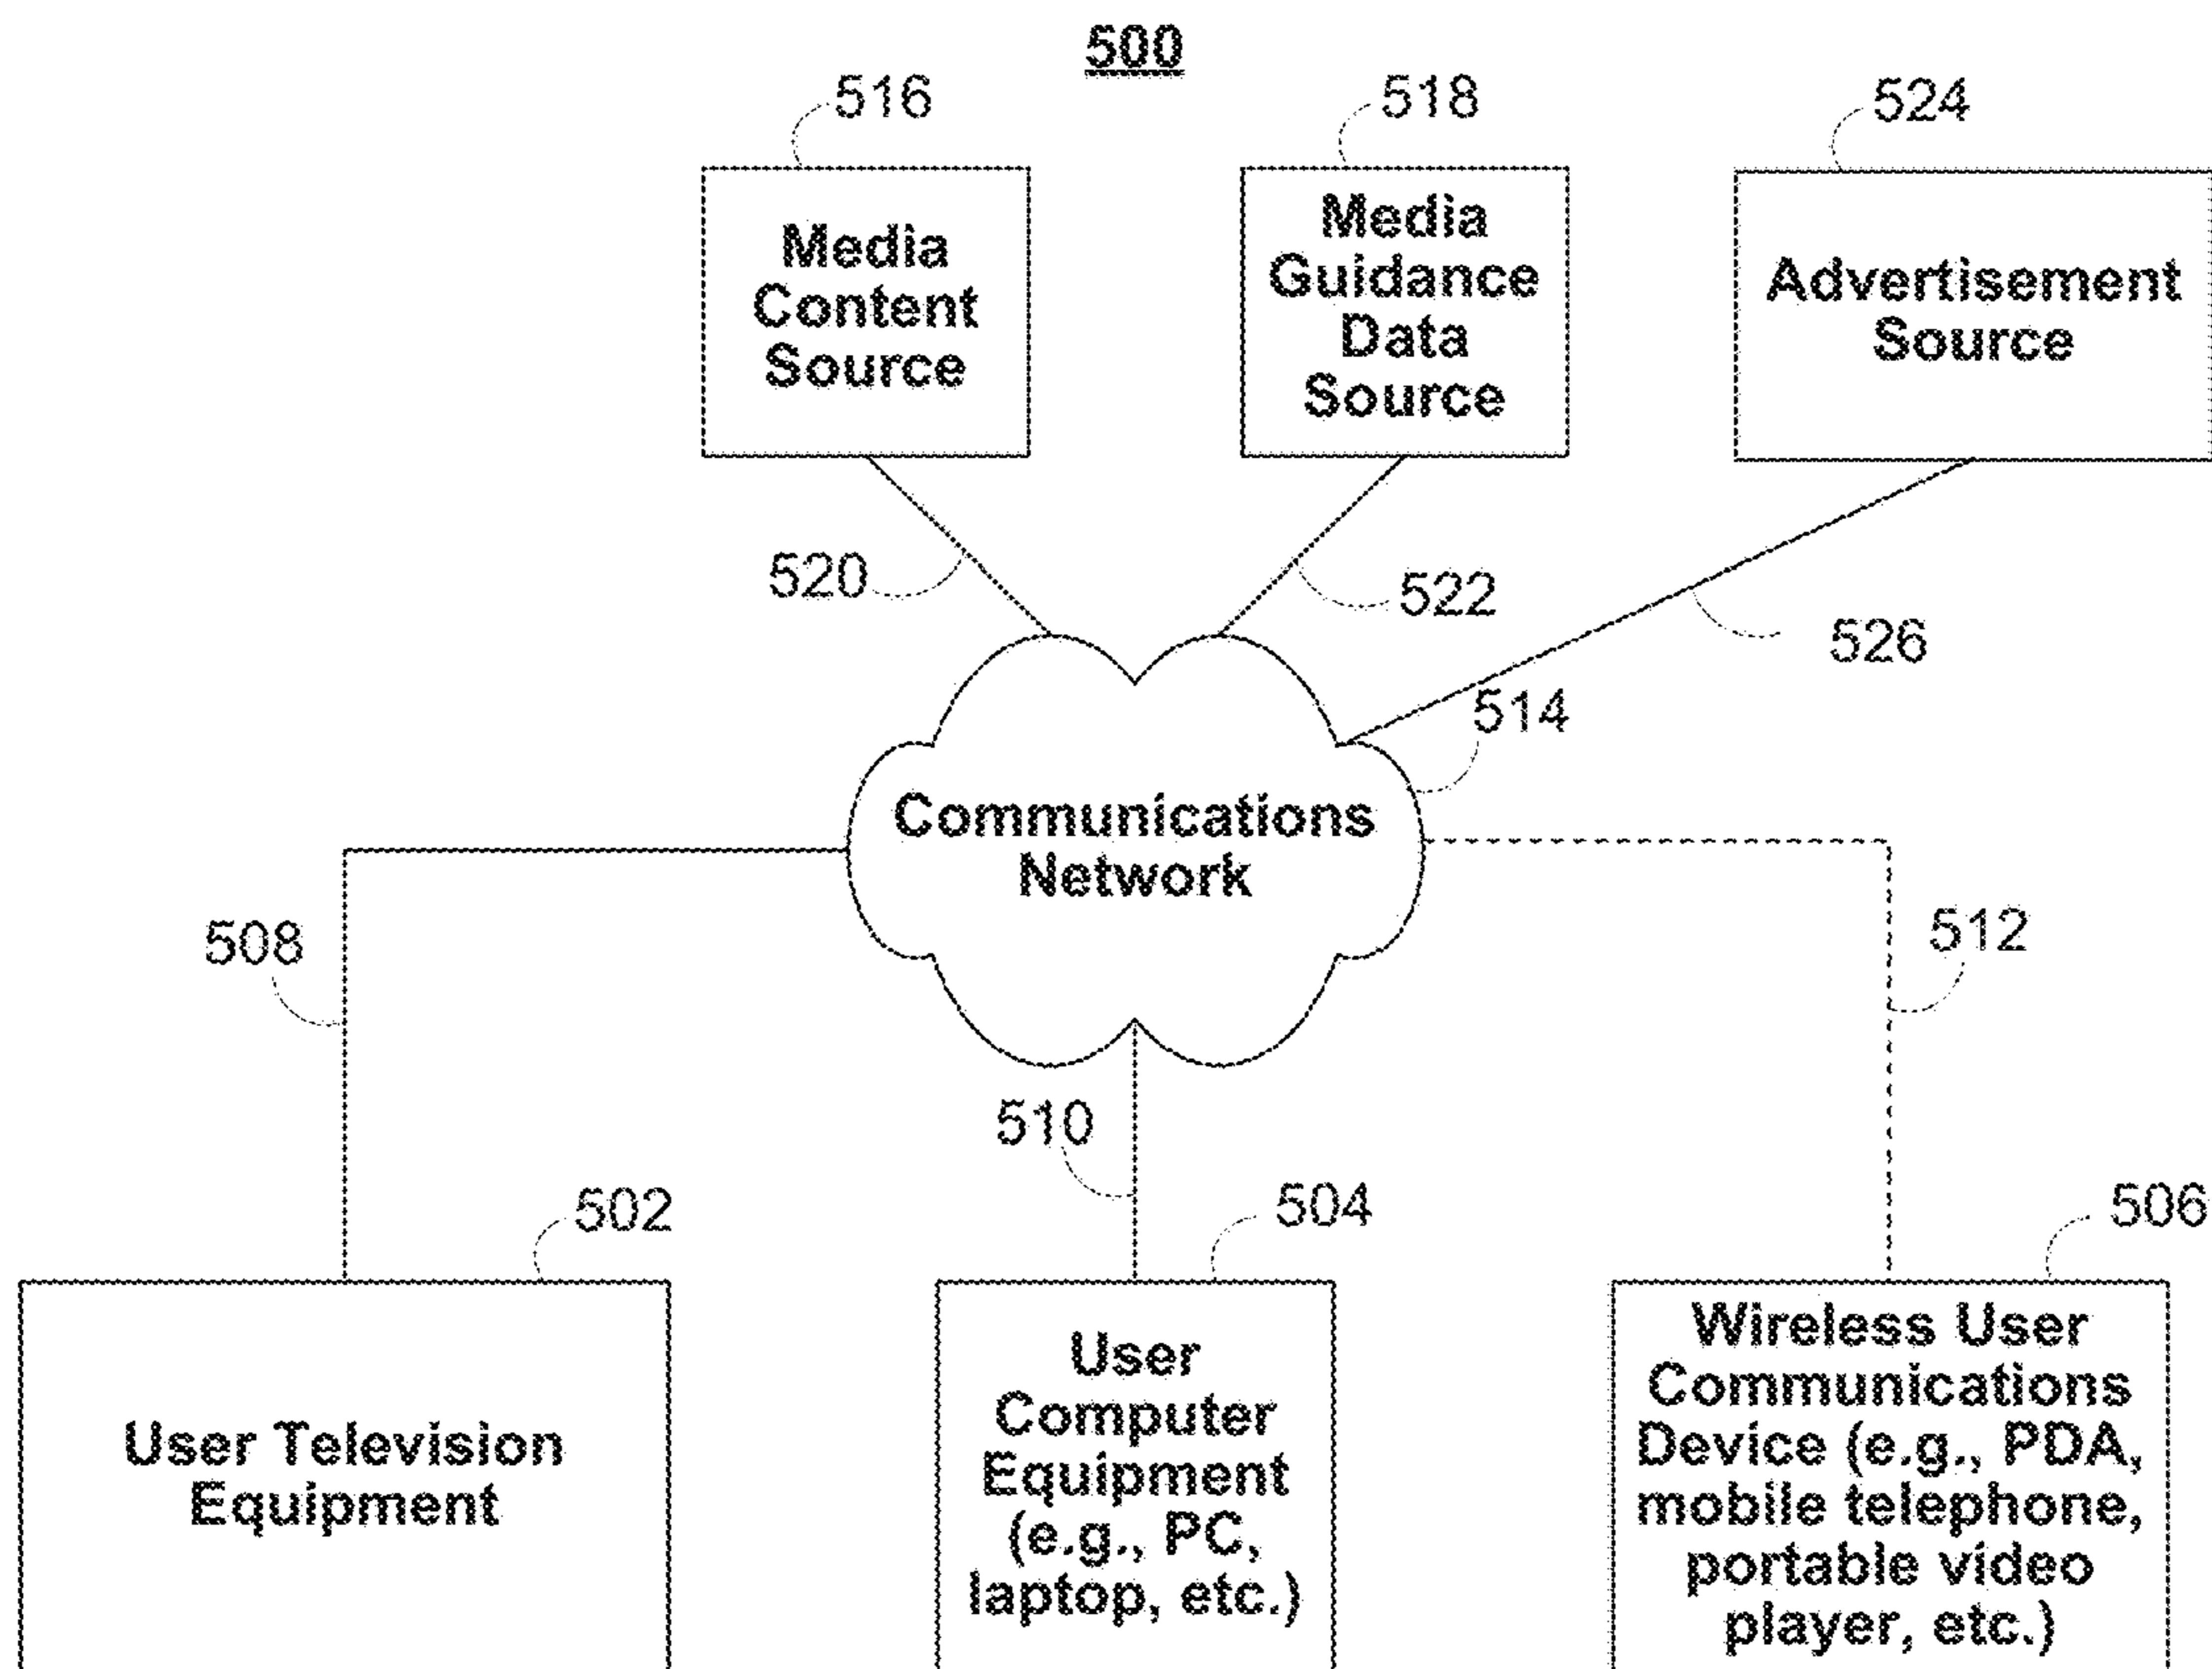 500
516
518
524
Media
Content
Source
Media
Guidance
Data
Source
Advertisement
Source
520
522
526
514
Communications
Network
508
512
510
502
504
506
User Television
Equipment
User
Computer
Equipment
(e.g., PC,
laptop, etc.)
Wireless User
Communications
Device (e.g., PDA,
mobile telephone,
portable video
player, etc.)